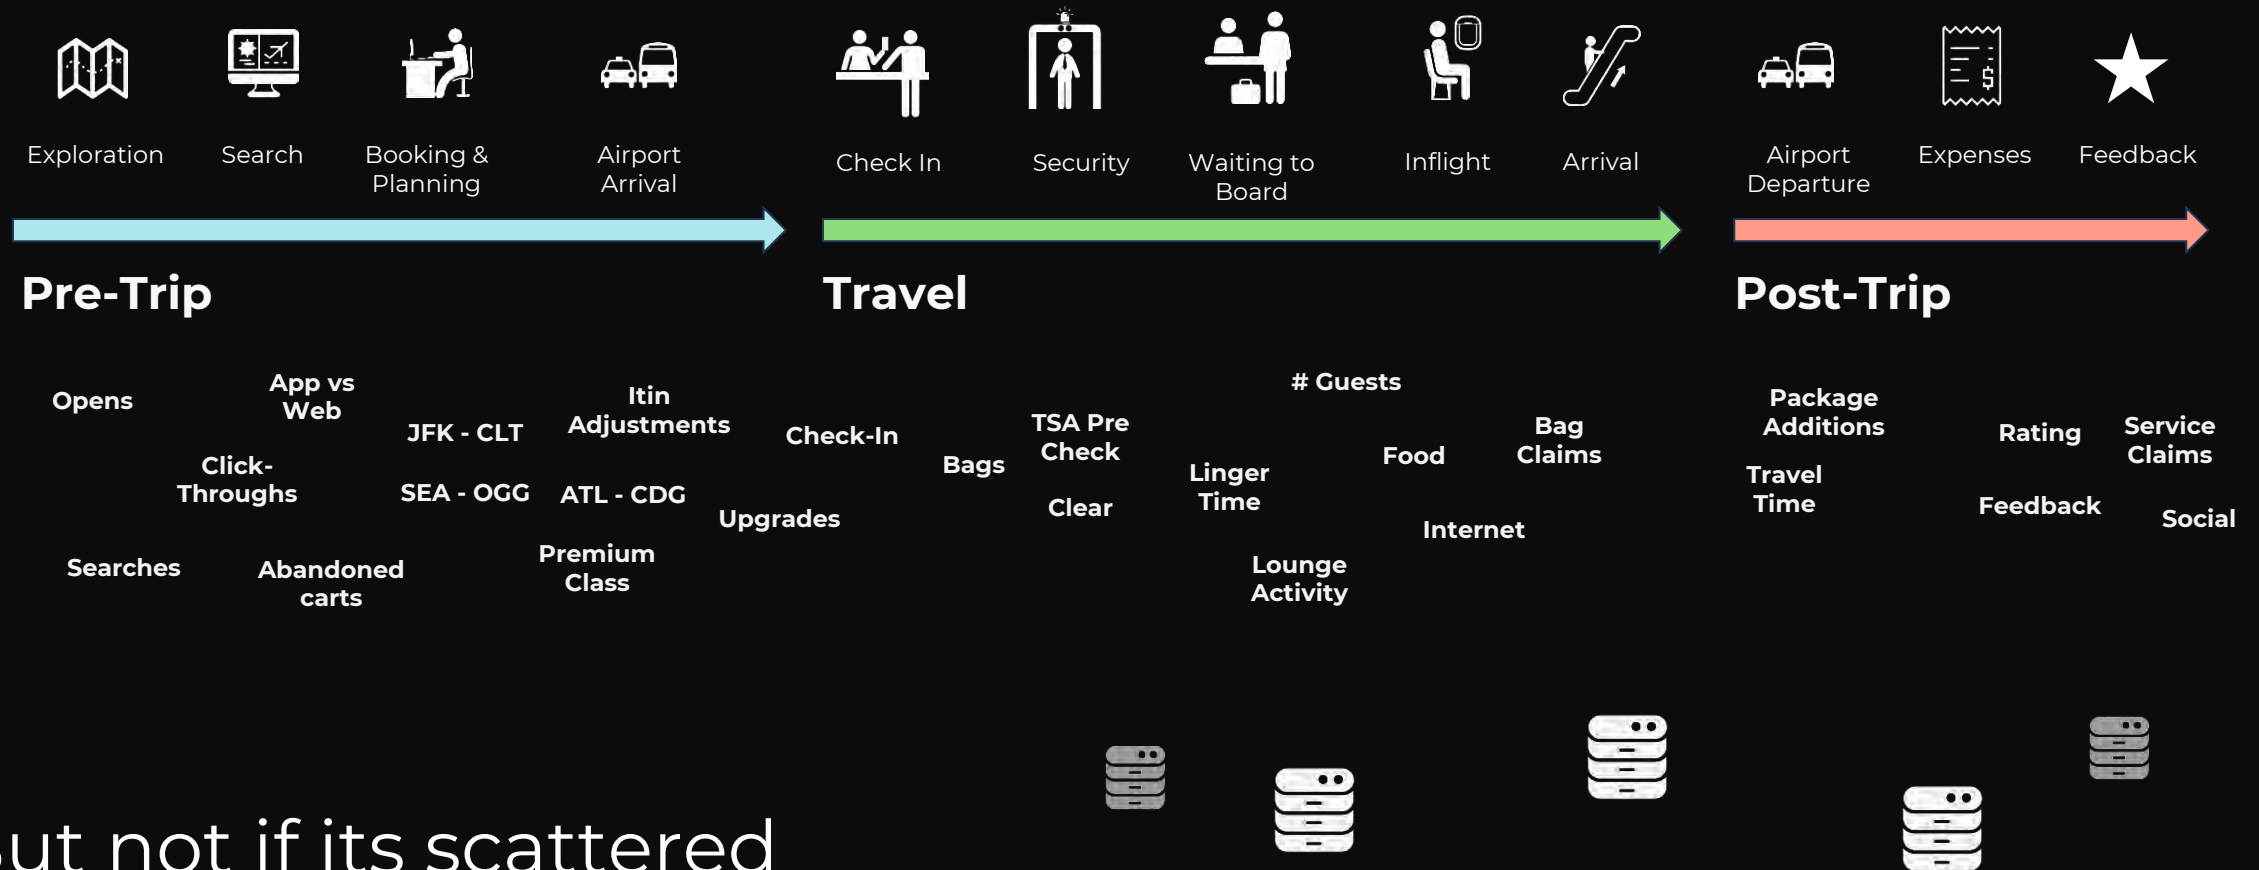 Exploration
Search
Booking &
Planning
Airport
Arrival
Check In
Security
Waiting to
Board
Inflight
Arrival
Airport
Departure
Expenses
Feedback
Pre-Trip
Travel
Post-Trip
Opens
App vs
Web
JFK - CLT
Itin
Adjustments
Click-
Throughs
SEA - OGG
ATL - CDG
Upgrades
Searches
Abandoned
carts
Premium
Class
Check-In
Bags
TSA Pre
Check
Clear
# Guests
Linger
Time
Food
Bag
Claims
Internet
Lounge
Activity
Package
Additions
Travel
Time
Rating
Service
Claims
Feedback
Social
But not if its scattered